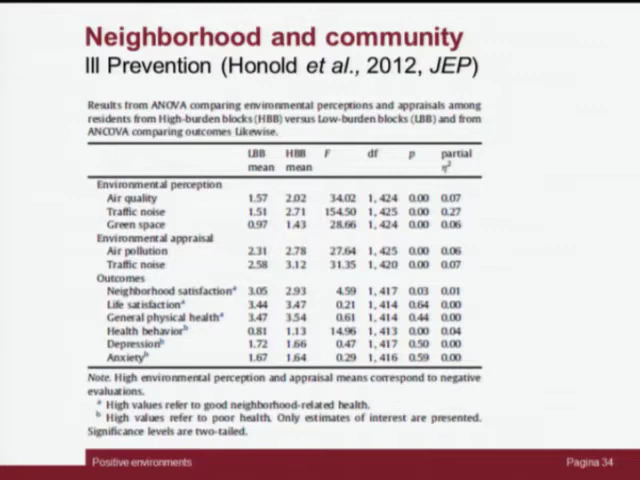 Neighborhood and community
Ill Prevention (Honold et al., 2012, JEP)
Results from ANOVA comparing environmental perceptions and appraisals among
residents from High-burden blocks (HBB) versus Low-burden blocks (LBB) and from
ANCOVA comparing outcomes Likewise.
LBB HBB F df p partial
mean mean η²
Environmental perception
Air quality 1.57 2.02 34.02 1, 424 0.00 0.07
Traffic noise 1.51 2.71 154.50 1, 425 0.00 0.27
Green space 0.97 1.43 28.66 1, 424 0.00 0.06
Environmental appraisal
Air pollution 2.31 2.78 27.64 1, 425 0.00 0.06
Traffic noise 2.58 3.12 31.35 1, 420 0.00 0.07
Outcomes
Neighborhood satisfactionᵃ 3.05 2.93 4.59 1, 417 0.03 0.01
Life satisfactionᵃ 3.44 3.47 0.21 1, 414 0.64 0.00
General physical healthᵃ 3.47 3.54 0.61 1, 414 0.44 0.00
Health behaviorᵇ 0.81 1.13 14.96 1, 413 0.00 0.04
Depressionᵇ 1.72 1.66 0.47 1, 417 0.50 0.00
Anxietyᵇ 1.67 1.64 0.29 1, 416 0.59 0.00
Note. High environmental perception and appraisal means correspond to negative
evaluations.
ᵃ High values refer to good neighborhood-related health.
ᵇ High values refer to poor health. Only estimates of interest are presented.
Significance levels are two-tailed.
Positive environments Pagina 34